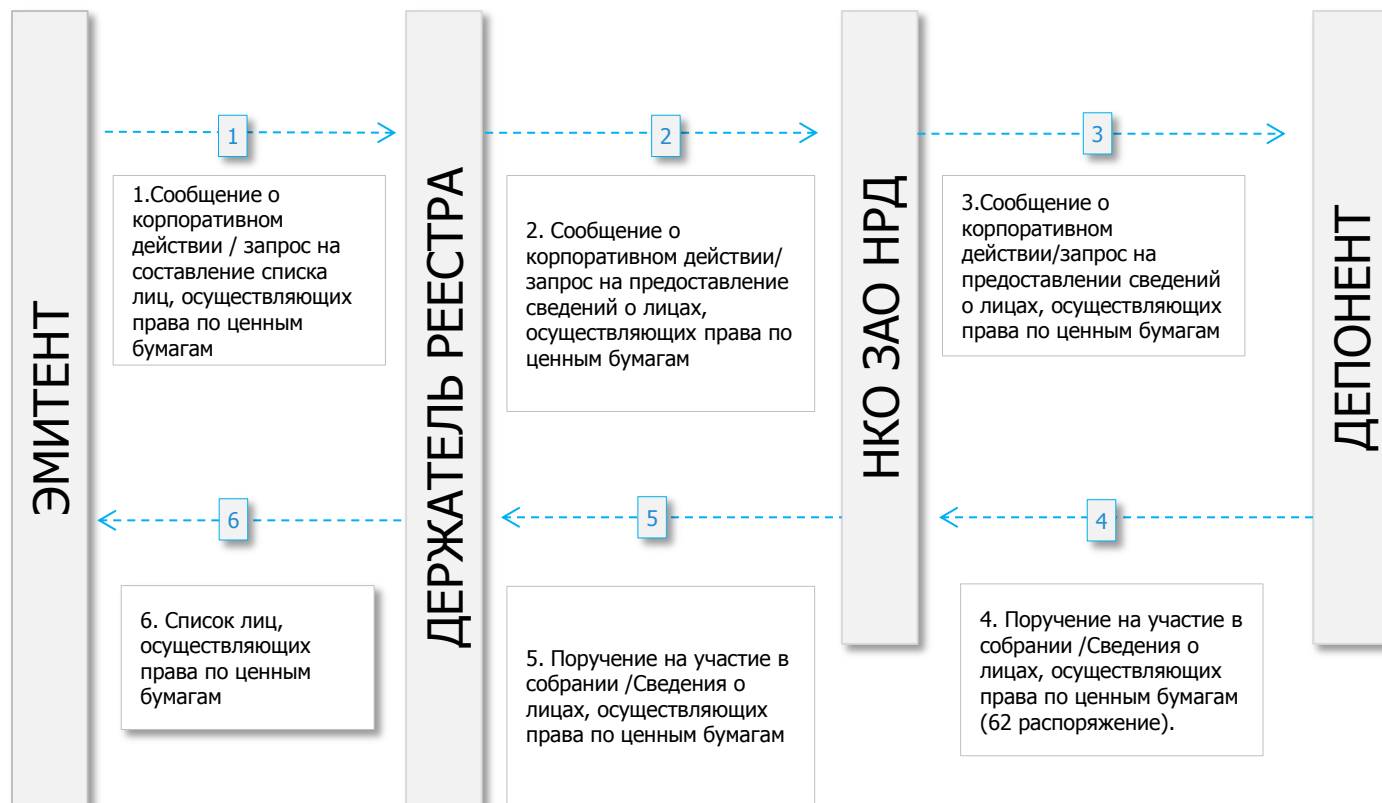 ЭМИТЕНТ
ДЕРЖАТЕЛЬ РЕЕСТРА
НКО ЗАО НРД
ДЕПОНЕНТ
1
2
3
1.Сообщение о
корпоративном
действии / запрос на
составление списка
лиц, осуществляющих
права по ценным
бумагам
2. Сообщение о
корпоративном действии/
запрос на предоставление
сведений о лицах,
осуществляющих права по
ценным бумагам
3.Сообщение о
корпоративном
действии/запрос на
предоставлении сведений
о лицах, осуществляющих
права по ценным бумагам
6
5
4
6. Список лиц,
осуществляющих
права по ценным
бумагам
5. Поручение на участие в
собрании /Сведения о
лицах, осуществляющих
права по ценным бумагам
4. Поручение на участие в
собрании /Сведения о
лицах, осуществляющих
права по ценным бумагам
(62 распоряжение).